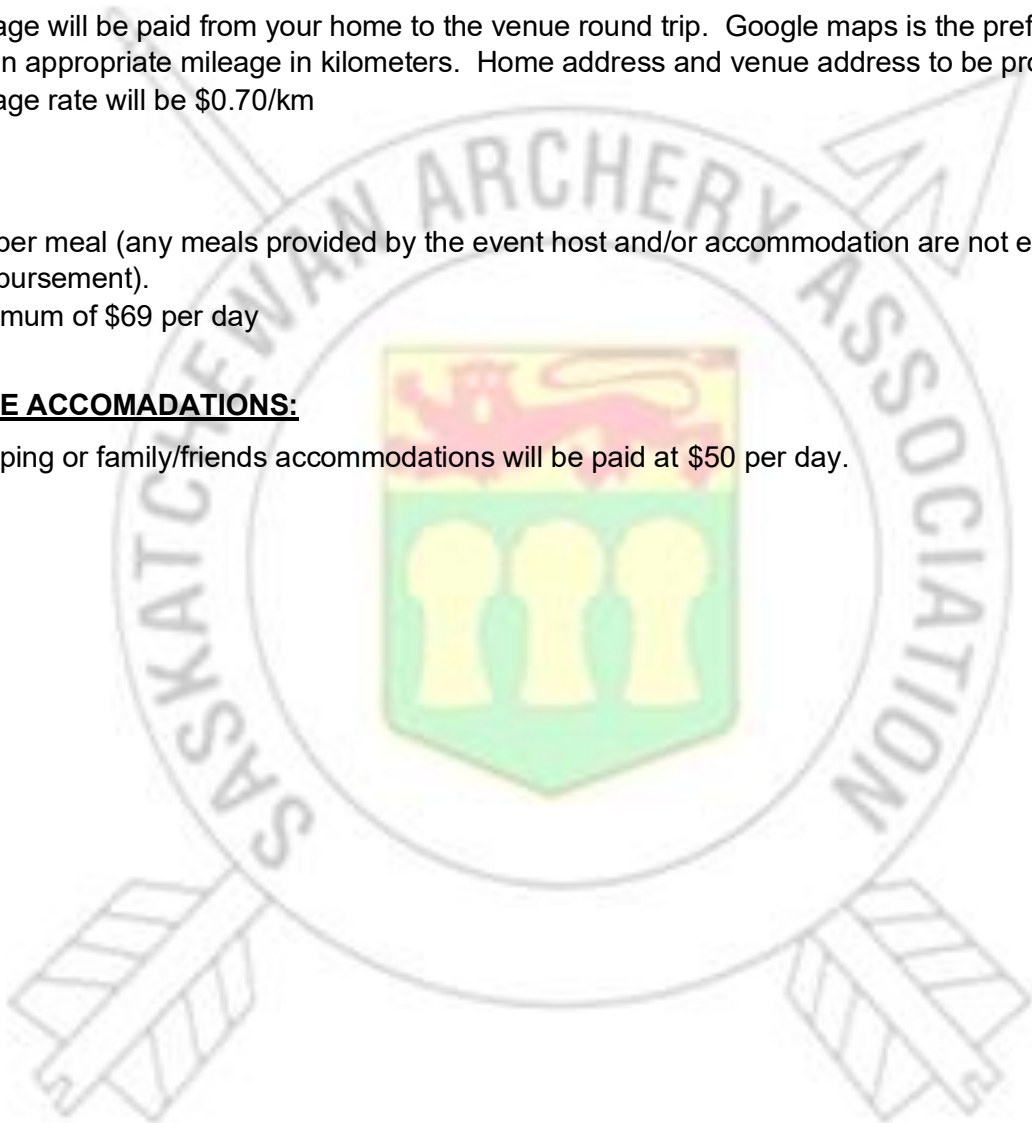 age will be paid from your home to the venue round trip. Google maps is the pref
n appropriate mileage in kilometers. Home address and venue address to be pro
age rate will be $0.70/km
per meal (any meals provided by the event host and/or accommodation are not e
bursement).
mum of $69 per day
E ACCOMADATIONS:
ping or family/friends accommodations will be paid at $50 per day.
SASKATCHEWAN ARCHERY ASSOCIATION